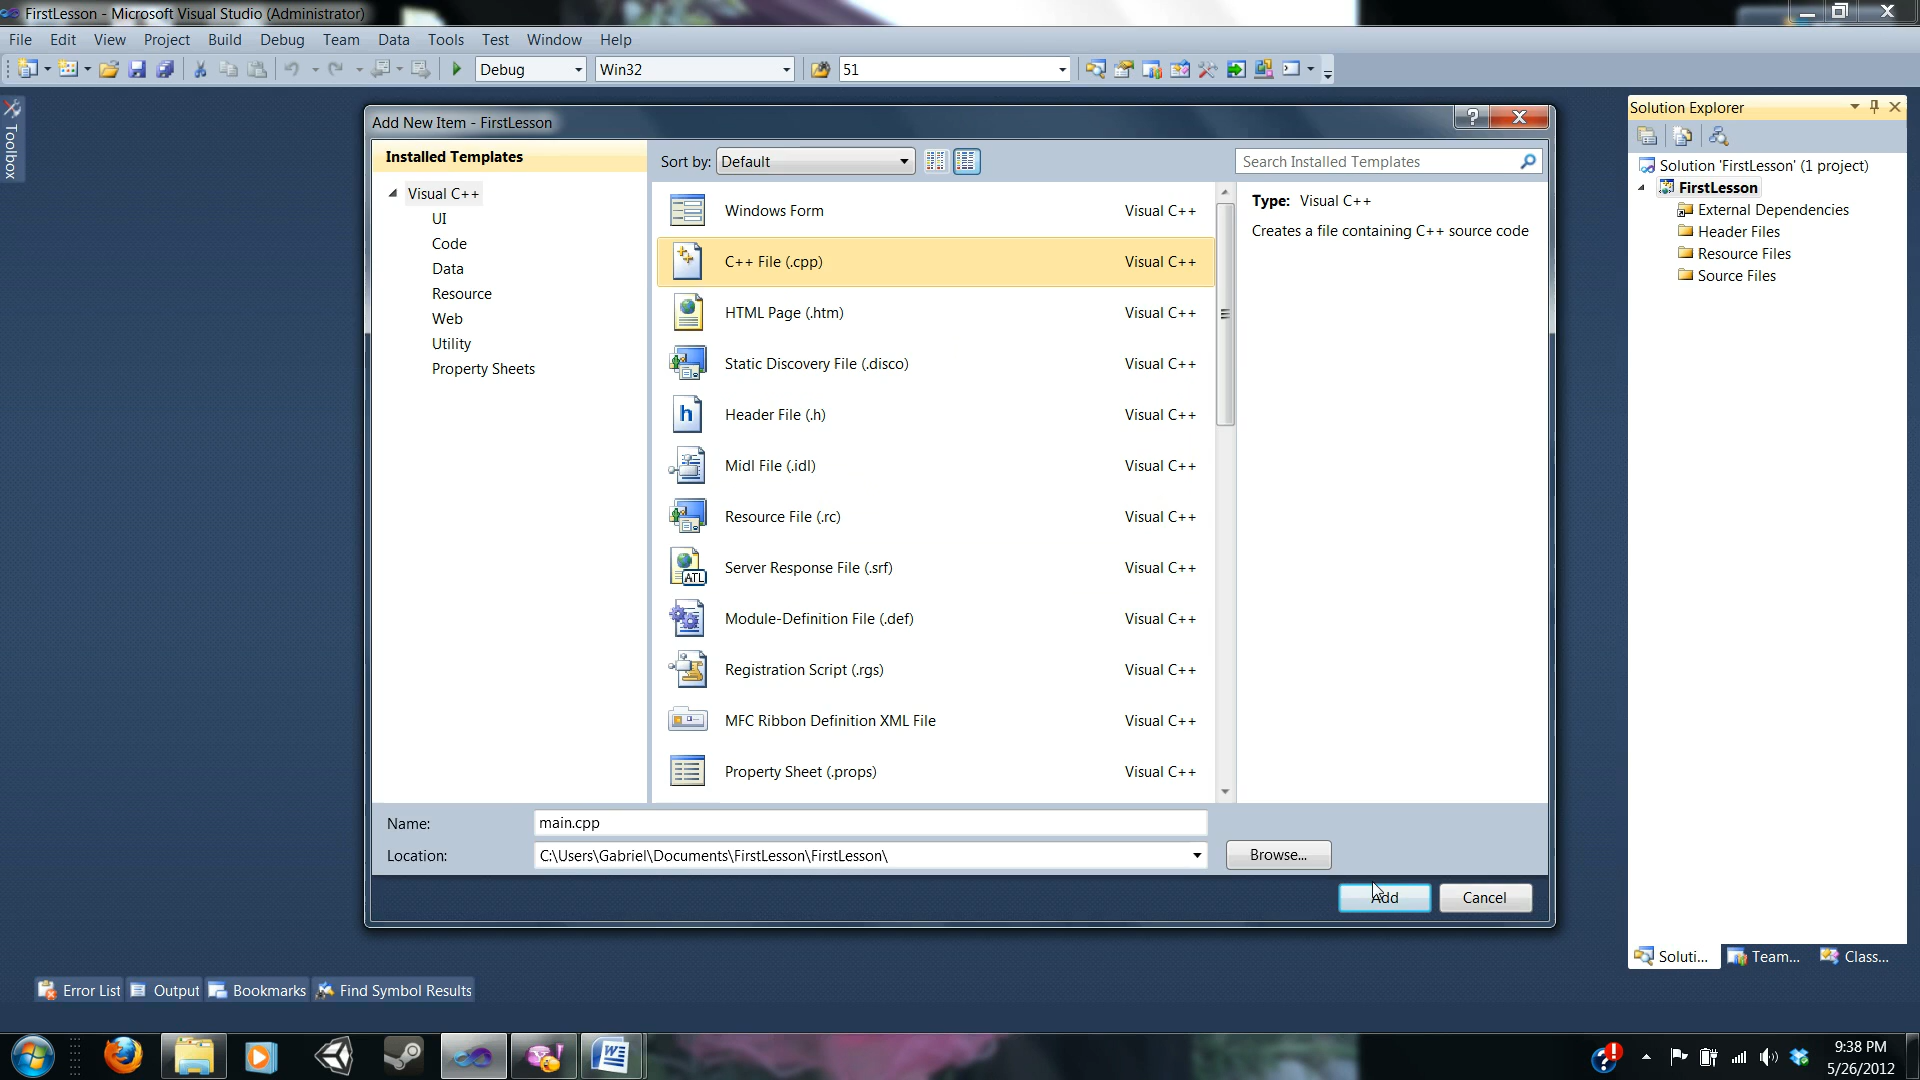 FirstLesson - Microsoft Visual Studio (Administrator)
File Edit View Project Build Debug Team Data Tools Test Window Help
Debug Win32 51
Toolbox
Add New Item - FirstLesson
Installed Templates
Visual C++
UI
Code
Data
Resource
Web
Utility
Property Sheets
Sort by: Default
Search Installed Templates
Windows Form Visual C++
C++ File (.cpp) Visual C++
HTML Page (.htm) Visual C++
Static Discovery File (.disco) Visual C++
Header File (.h) Visual C++
Midl File (.idl) Visual C++
Resource File (.rc) Visual C++
ATL
Server Response File (.srf) Visual C++
Module-Definition File (.def) Visual C++
Registration Script (.rgs) Visual C++
MFC Ribbon Definition XML File Visual C++
Property Sheet (.props) Visual C++
Type: Visual C++
Creates a file containing C++ source code
Name: main.cpp
Location: C:\Users\Gabriel\Documents\FirstLesson\FirstLesson\
Browse...
Add Cancel
Solution Explorer
Solution 'FirstLesson' (1 project)
FirstLesson
External Dependencies
Header Files
Resource Files
Source Files
Soluti... Team... Class...
Error List Output Bookmarks Find Symbol Results
9:38 PM
5/26/2012